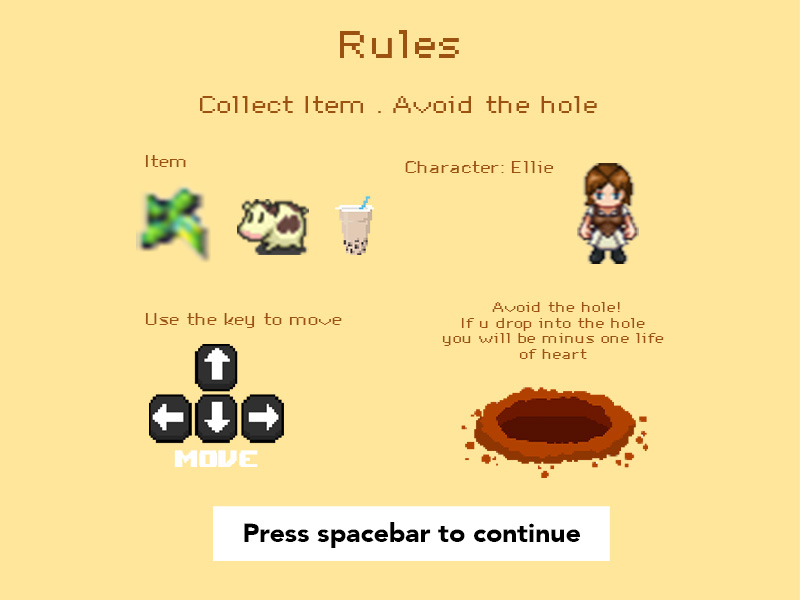 Rules
Collect Item . Avoid the hole
Item
Character: Ellie
Use the key to move
MOVE
Avoid the hole!
If u drop into the hole
you will be minus one life
of heart
Press spacebar to continue